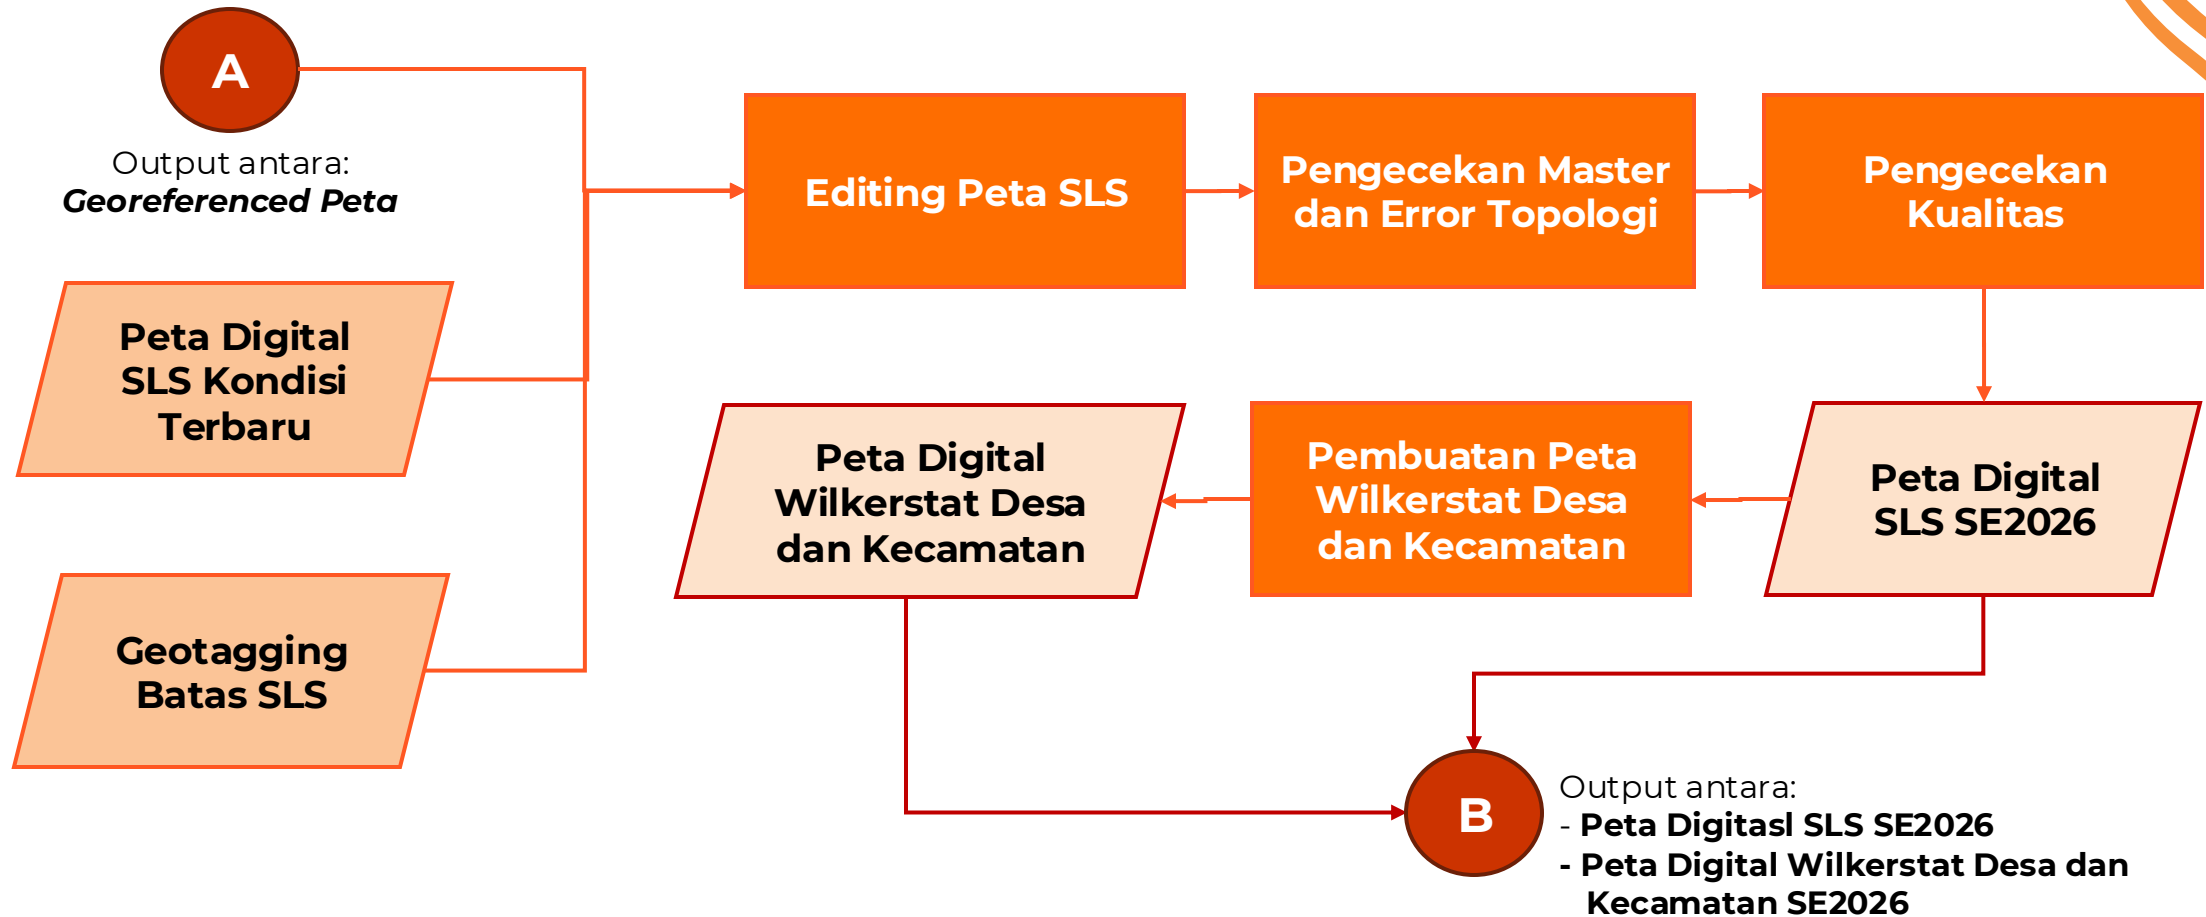 A
Output antara:
Georeferenced Peta
Editing Peta SLS
Pengecekan Master
dan Error Topologi
Pengecekan
Kualitas
Peta Digital
SLS Kondisi
Terbaru
Peta Digital
Wilkerstat Desa
dan Kecamatan
Pembuatan Peta
Wilkerstat Desa
dan Kecamatan
Peta Digital
SLS SE2026
Geotagging
Batas SLS
B
Output antara:
- Peta Digitasl SLS SE2026
- Peta Digital Wilkerstat Desa dan
Kecamatan SE2026